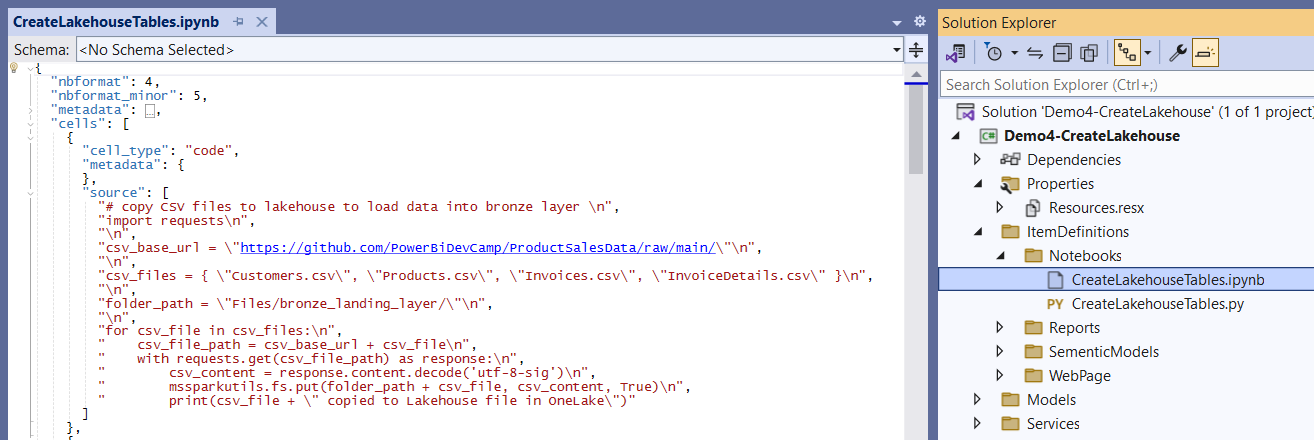 CreateLakehouseTables.ipynb
Schema: <No Schema Selected>
{
"nbformat": 4,
"nbformat_minor": 5,
"metadata": [...],
"cells": [
{
"cell_type": "code",
"metadata": {
},
"source": [
"# copy CSV files to lakehouse to load data into bronze layer \n",
"import requests\n",
"\n",
"csv_base_url = \"https://github.com/PowerBiDevCamp/ProductSalesData/raw/main/\"\n",
"\n",
"csv_files = { \"Customers.csv\", \"Products.csv\", \"Invoices.csv\", \"InvoiceDetails.csv\" }\n",
"\n",
"folder_path = \"Files/bronze_landing_layer/\"\n",
"\n",
"for csv_file in csv_files:\n",
"    csv_file_path = csv_base_url + csv_file\n",
"    with requests.get(csv_file_path) as response:\n",
"        csv_content = response.content.decode('utf-8-sig')\n",
"        mssparkutils.fs.put(folder_path + csv_file, csv_content, True)\n",
"        print(csv_file + \" copied to Lakehouse file in OneLake\")"
]
},
Solution Explorer
Search Solution Explorer (Ctrl+;)
Solution 'Demo4-CreateLakehouse' (1 of 1 project)
C# Demo4-CreateLakehouse
Dependencies
Properties
Resources.resx
ItemDefinitions
Notebooks
CreateLakehouseTables.ipynb
PY CreateLakehouseTables.py
Reports
SementicModels
WebPage
Models
Services